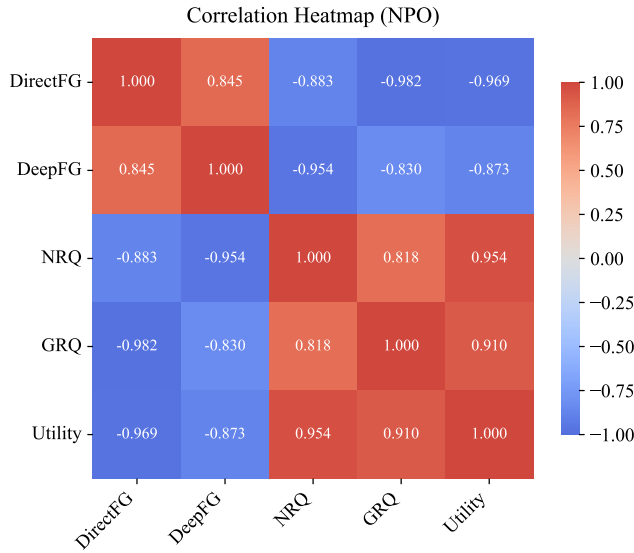 Correlation Heatmap (NPO)
DirectFG 1.000 0.845 -0.883 -0.982 -0.969
DeepFG 0.845 1.000 -0.954 -0.830 -0.873
NRQ -0.883 -0.954 1.000 0.818 0.954
GRQ -0.982 -0.830 0.818 1.000 0.910
Utility -0.969 -0.873 0.954 0.910 1.000
DirectFG DeepFG NRQ GRQ Utility
1.00
0.75
0.50
0.25
0.00
−0.25
−0.50
−0.75
−1.00